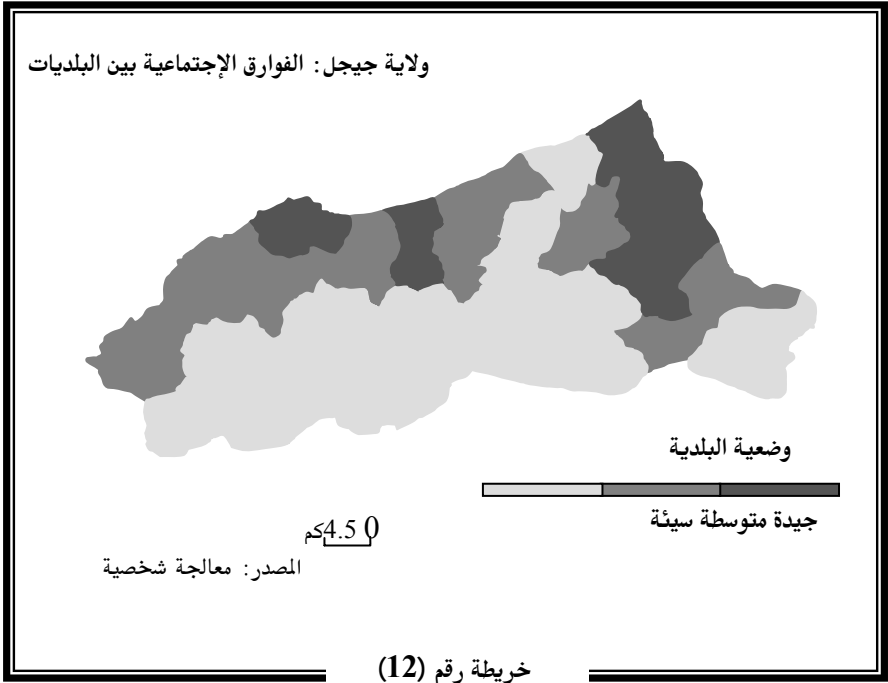 ولاية جيجل: الفوارق الإجتماعية بين البلديات
وضعية البلدية
جيدة متوسطة سيئة
0 4.5كم
المصدر: معالجة شخصية
خريطة رقم (12)